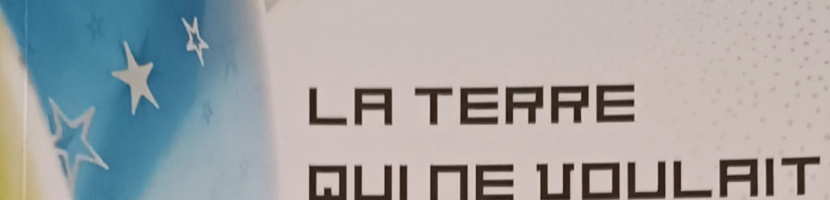 LA TERRE
QUI NE VOULAIT